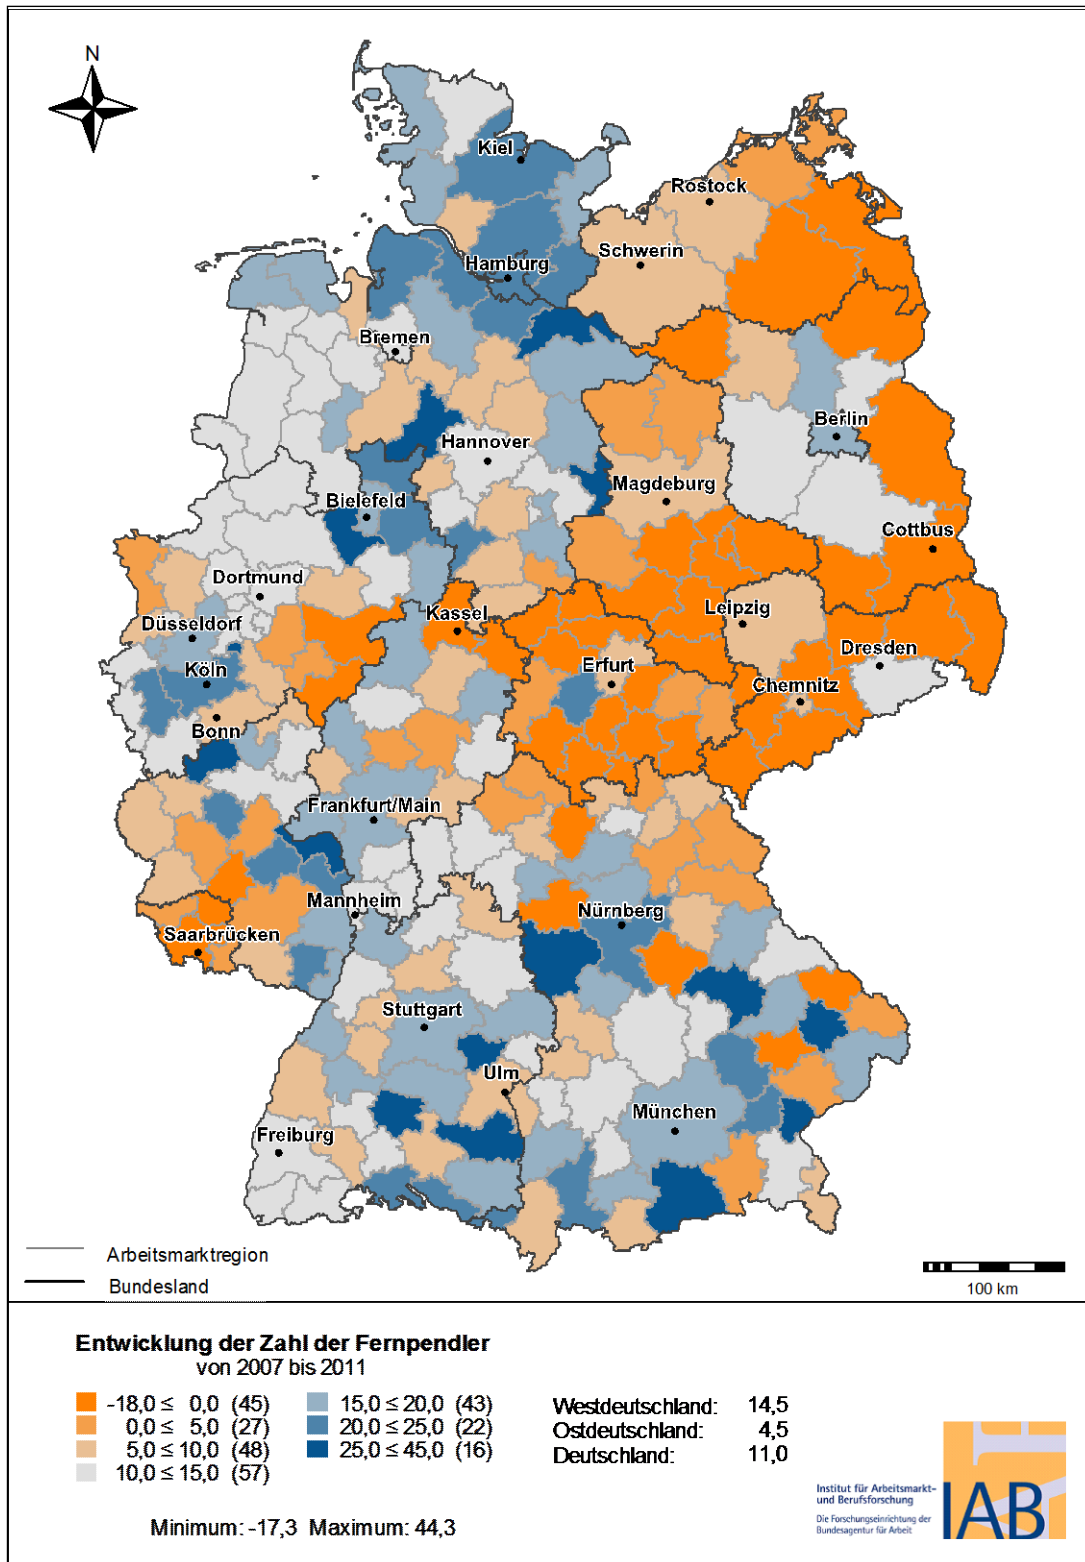 N
Kiel
Rostock
Schwerin
Hamburg
Bremen
Berlin
Hannover
Magdeburg
Bielefeld
Cottbus
Dortmund
Leipzig
Kassel
Düsseldorf
Dresden
Erfurt
Köln
Chemnitz
Bonn
Frankfurt/Main
Mannheim
Nürnberg
Saarbrücken
Stuttgart
Ulm
München
Freiburg
Arbeitsmarktregion
Bundesland
100 km
Entwicklung der Zahl der Fernpendler
von 2007 bis 2011
-18,0 ≤ 0,0 (45)
0,0 ≤ 5,0 (27)
5,0 ≤ 10,0 (48)
10,0 ≤ 15,0 (57)
15,0 ≤ 20,0 (43)
20,0 ≤ 25,0 (22)
25,0 ≤ 45,0 (16)
Westdeutschland: 14,5
Ostdeutschland: 4,5
Deutschland: 11,0
Minimum: -17,3 Maximum: 44,3
Institut für Arbeitsmarkt-
und Berufsforschung
Die Forschungseinrichtung der
Bundesagentur für Arbeit
IAB